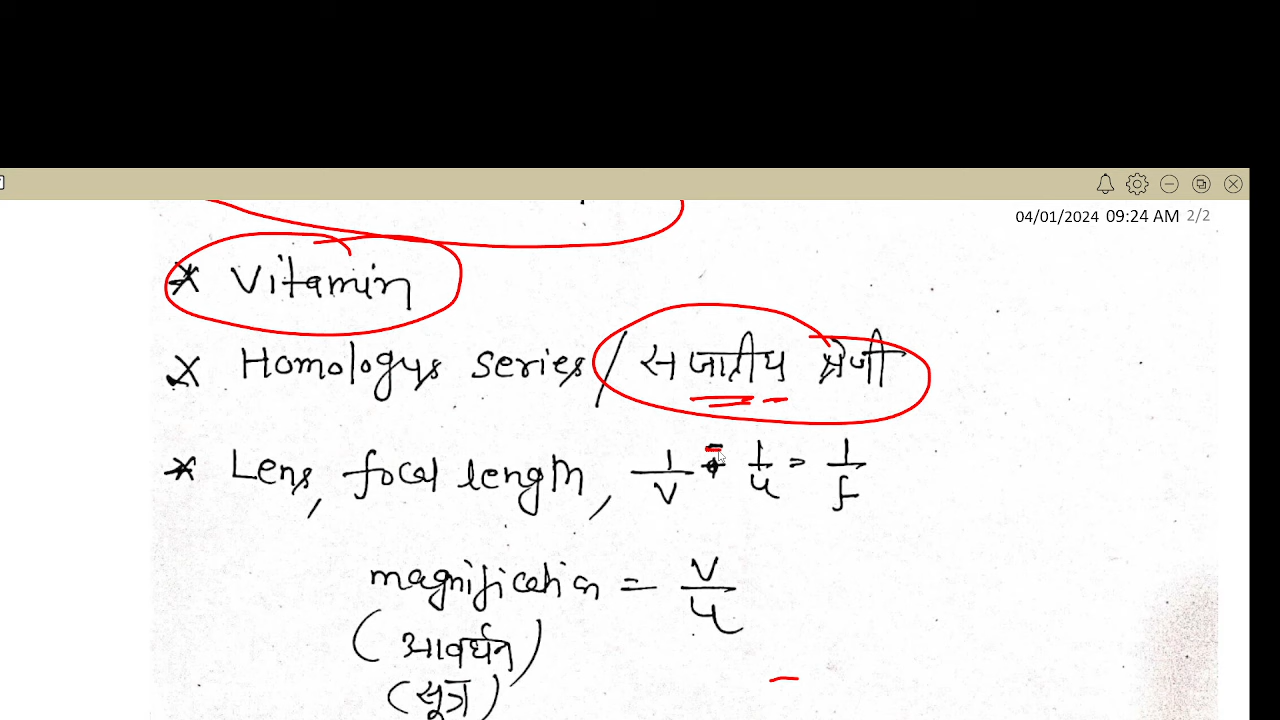 04/01/2024 09:24 AM 2/2
* Vitamin
* Homologus series / सजातीय श्रेणी
* Lens, focal length, 1/v - 1/u = 1/f
magnification = v/u
(आवर्धन)
(सूत्र)